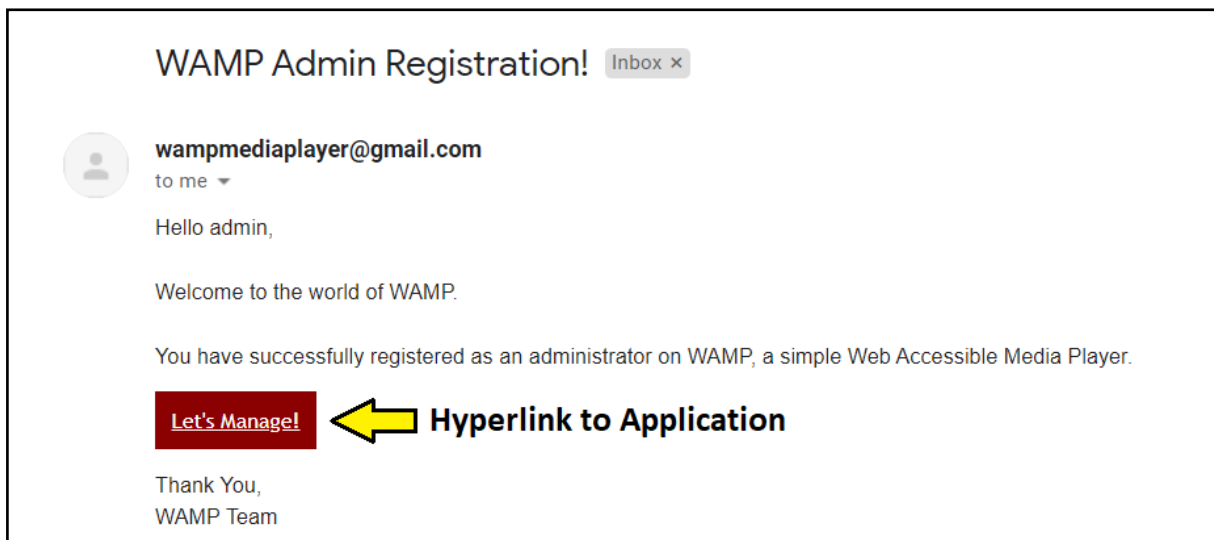 WAMP Admin Registration! Inbox ×
wampmediaplayer@gmail.com
to me
Hello admin,
Welcome to the world of WAMP.
You have successfully registered as an administrator on WAMP, a simple Web Accessible Media Player.
Let's Manage! Hyperlink to Application
Thank You,
WAMP Team